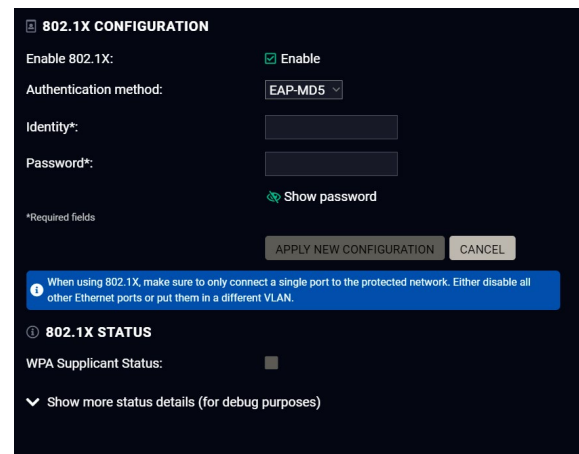 802.1X CONFIGURATION
Enable 802.1X:
Enable
Authentication method:
EAP-MD5
Identity*:
Password*:
Show password
*Required fields
APPLY NEW CONFIGURATION
CANCEL
When using 802.1X, make sure to only connect a single port to the protected network. Either disable all
other Ethernet ports or put them in a different VLAN.
802.1X STATUS
WPA Supplicant Status:
Show more status details (for debug purposes)